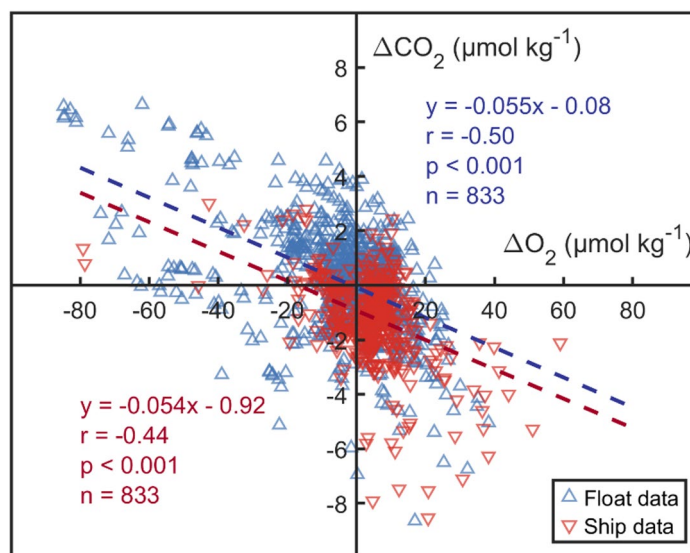 ΔCO₂ (µmol kg⁻¹)
8
y = -0.055x - 0.08
6
r = -0.50
p < 0.001
4
n = 833
2
ΔO₂ (µmol kg⁻¹)
-80 -60 -40 -20 0 20 40 60 80
-2
y = -0.054x - 0.92
-4
r = -0.44
p < 0.001
-6
n = 833
Float data
-8
Ship data